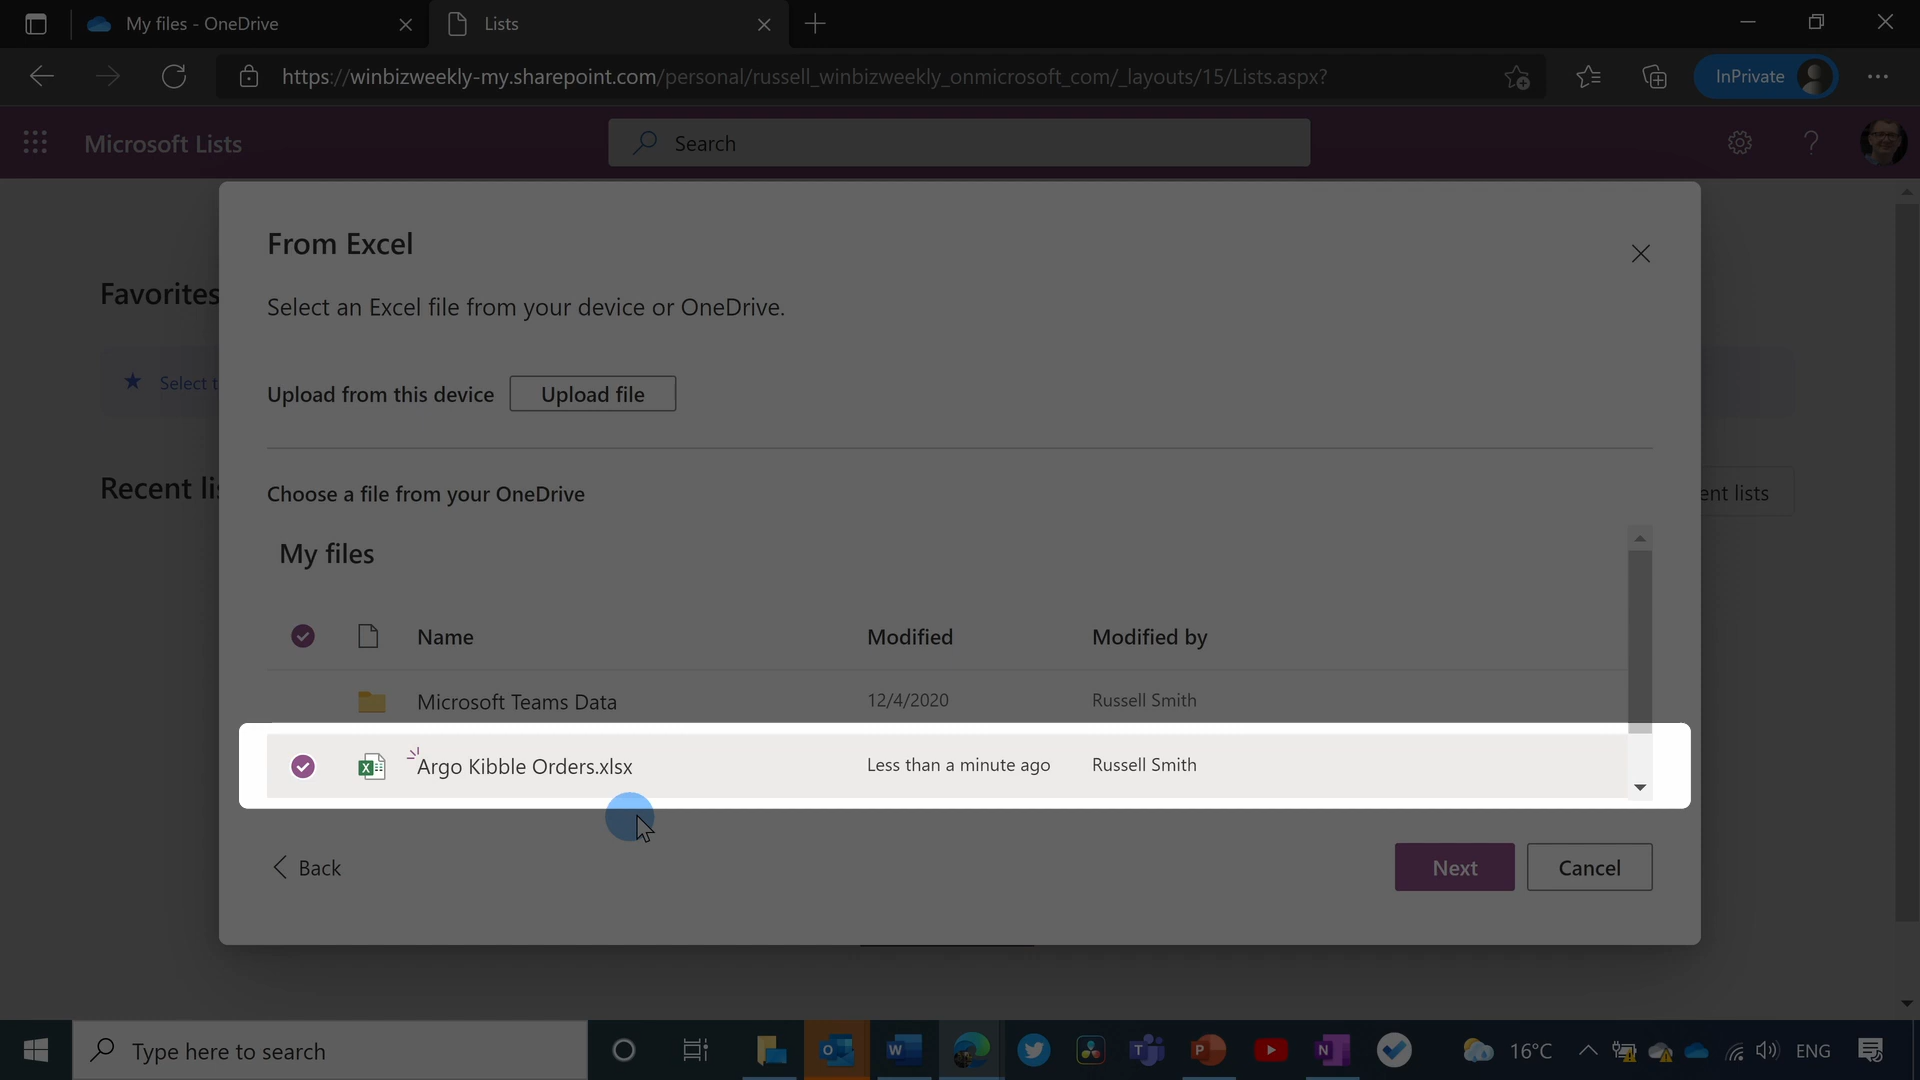 My files - OneDrive
Lists
https://winbizweekly-my.sharepoint.com/personal/russell_winbizweekly_onmicrosoft_com/_layouts/15/Lists.aspx?
InPrivate
Microsoft Lists
Search
From Excel
Favorites
Select an Excel file from your device or OneDrive.
Select t
Upload from this device
Upload file
Recent lis
Choose a file from your OneDrive
ent lists
My files
Name
Modified
Modified by
Microsoft Teams Data
12/4/2020
Russell Smith
Argo Kibble Orders.xlsx
Less than a minute ago
Russell Smith
Back
Next
Cancel
Type here to search
16°C
ENG